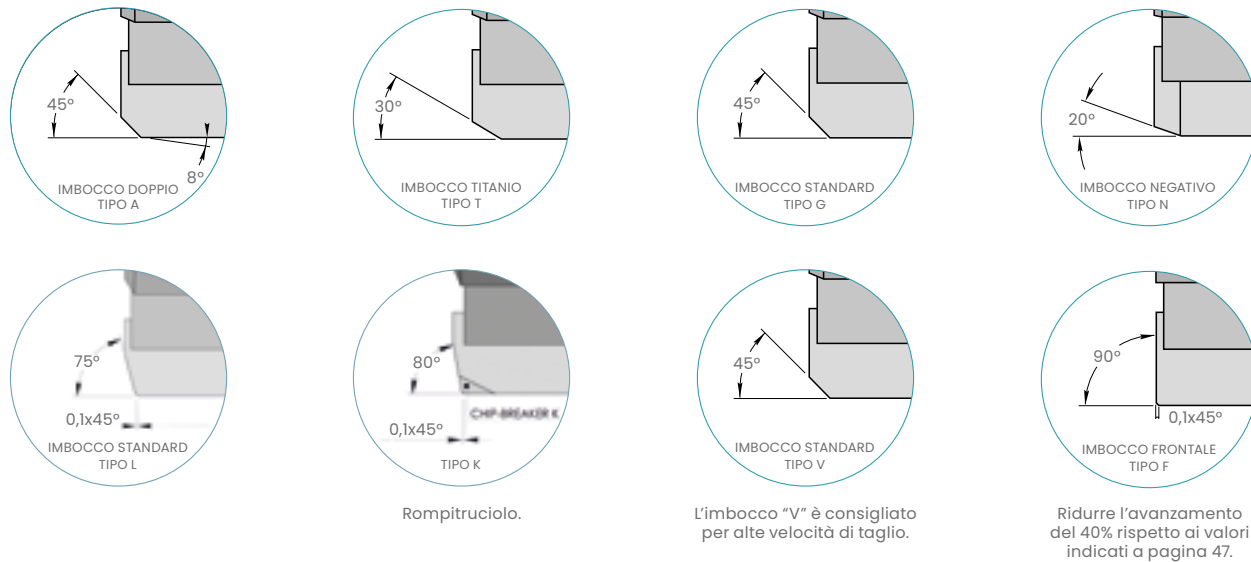 45°
8°
IMBOCCO DOPPIO
TIPO A
30°
IMBOCCO TITANIO
TIPO T
45°
IMBOCCO STANDARD
TIPO G
20°
IMBOCCO NEGATIVO
TIPO N
75°
0,1x45°
IMBOCCO STANDARD
TIPO L
80°
CHIP-BREAKER K
0,1x45°
TIPO K
Rompitruciolo.
45°
IMBOCCO STANDARD
TIPO V
L’imbocco “V” è consigliato
per alte velocità di taglio.
90°
0,1x45°
IMBOCCO FRONTALE
TIPO F
Ridurre l’avanzamento
del 40% rispetto ai valori
indicati a pagina 47.